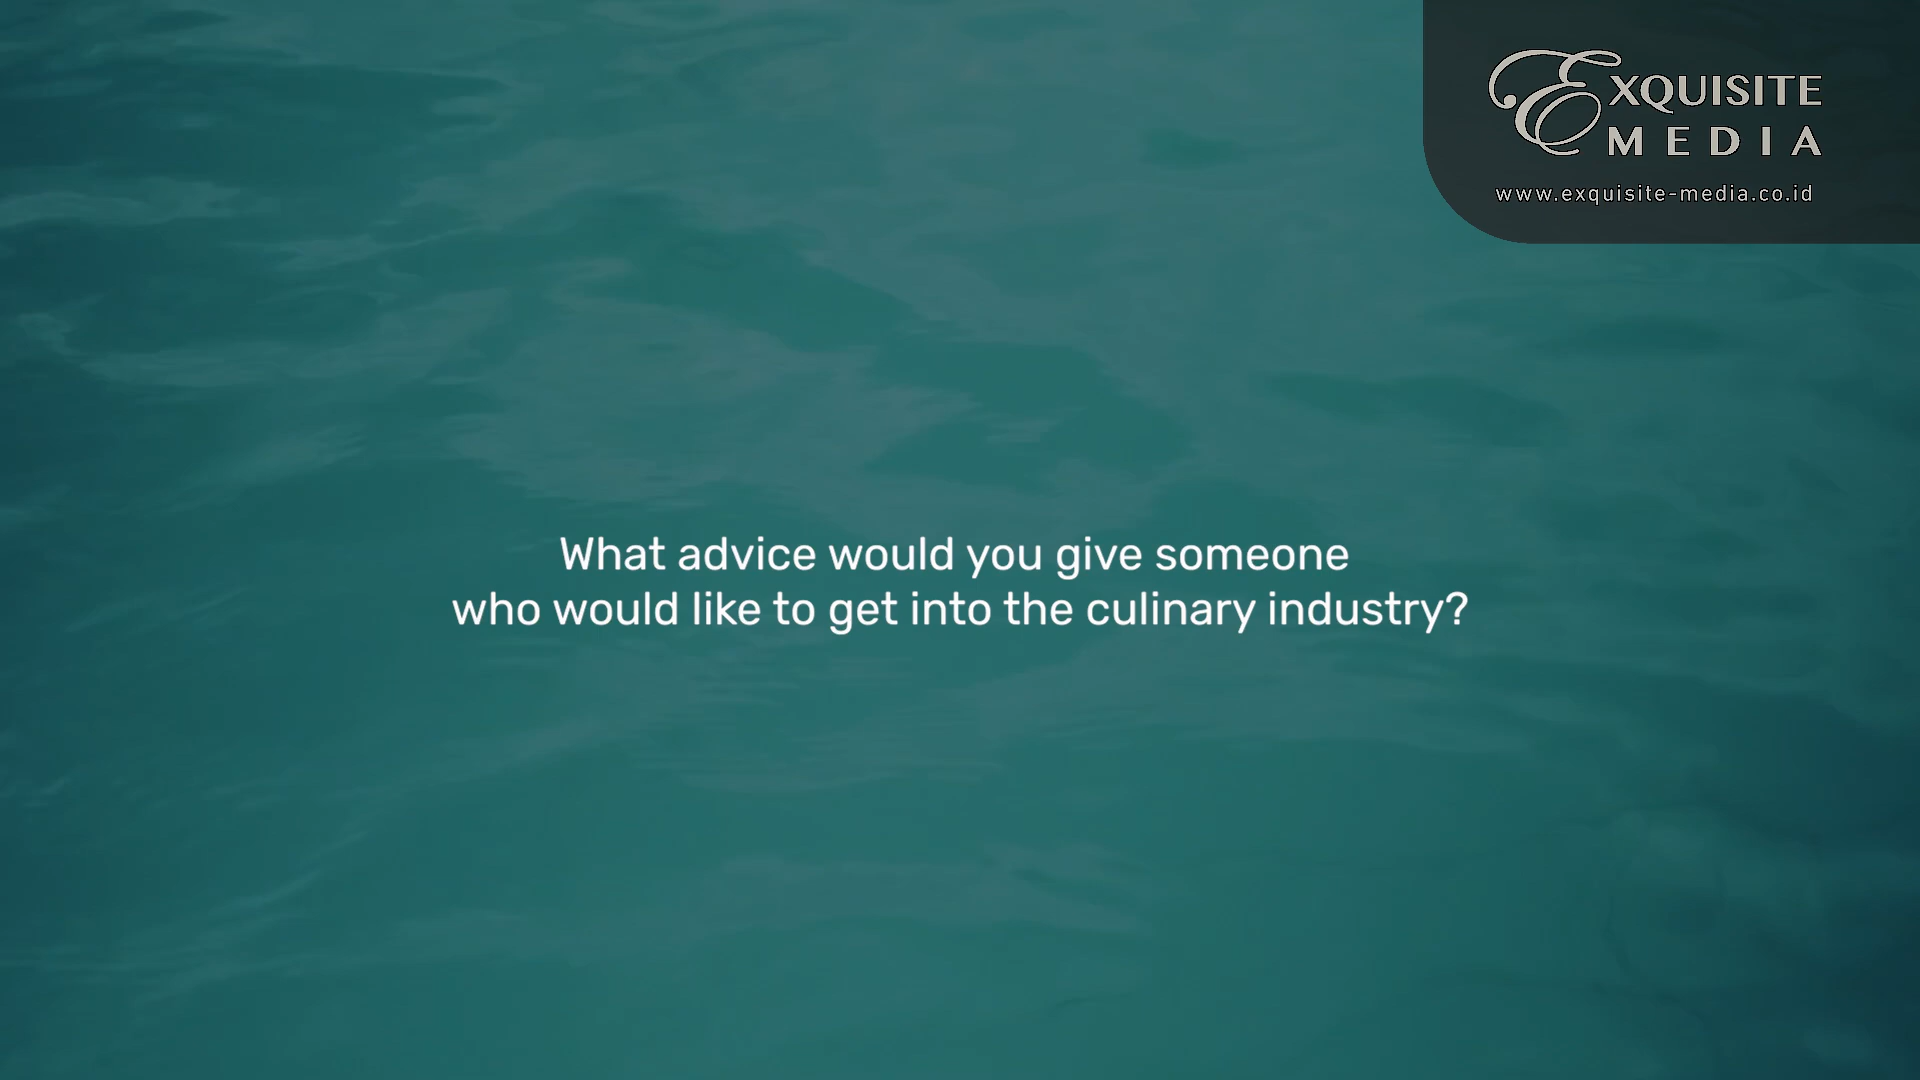 EXQUISITE
MEDIA
www.exquisite-media.co.id
What advice would you give someone
who would like to get into the culinary industry?